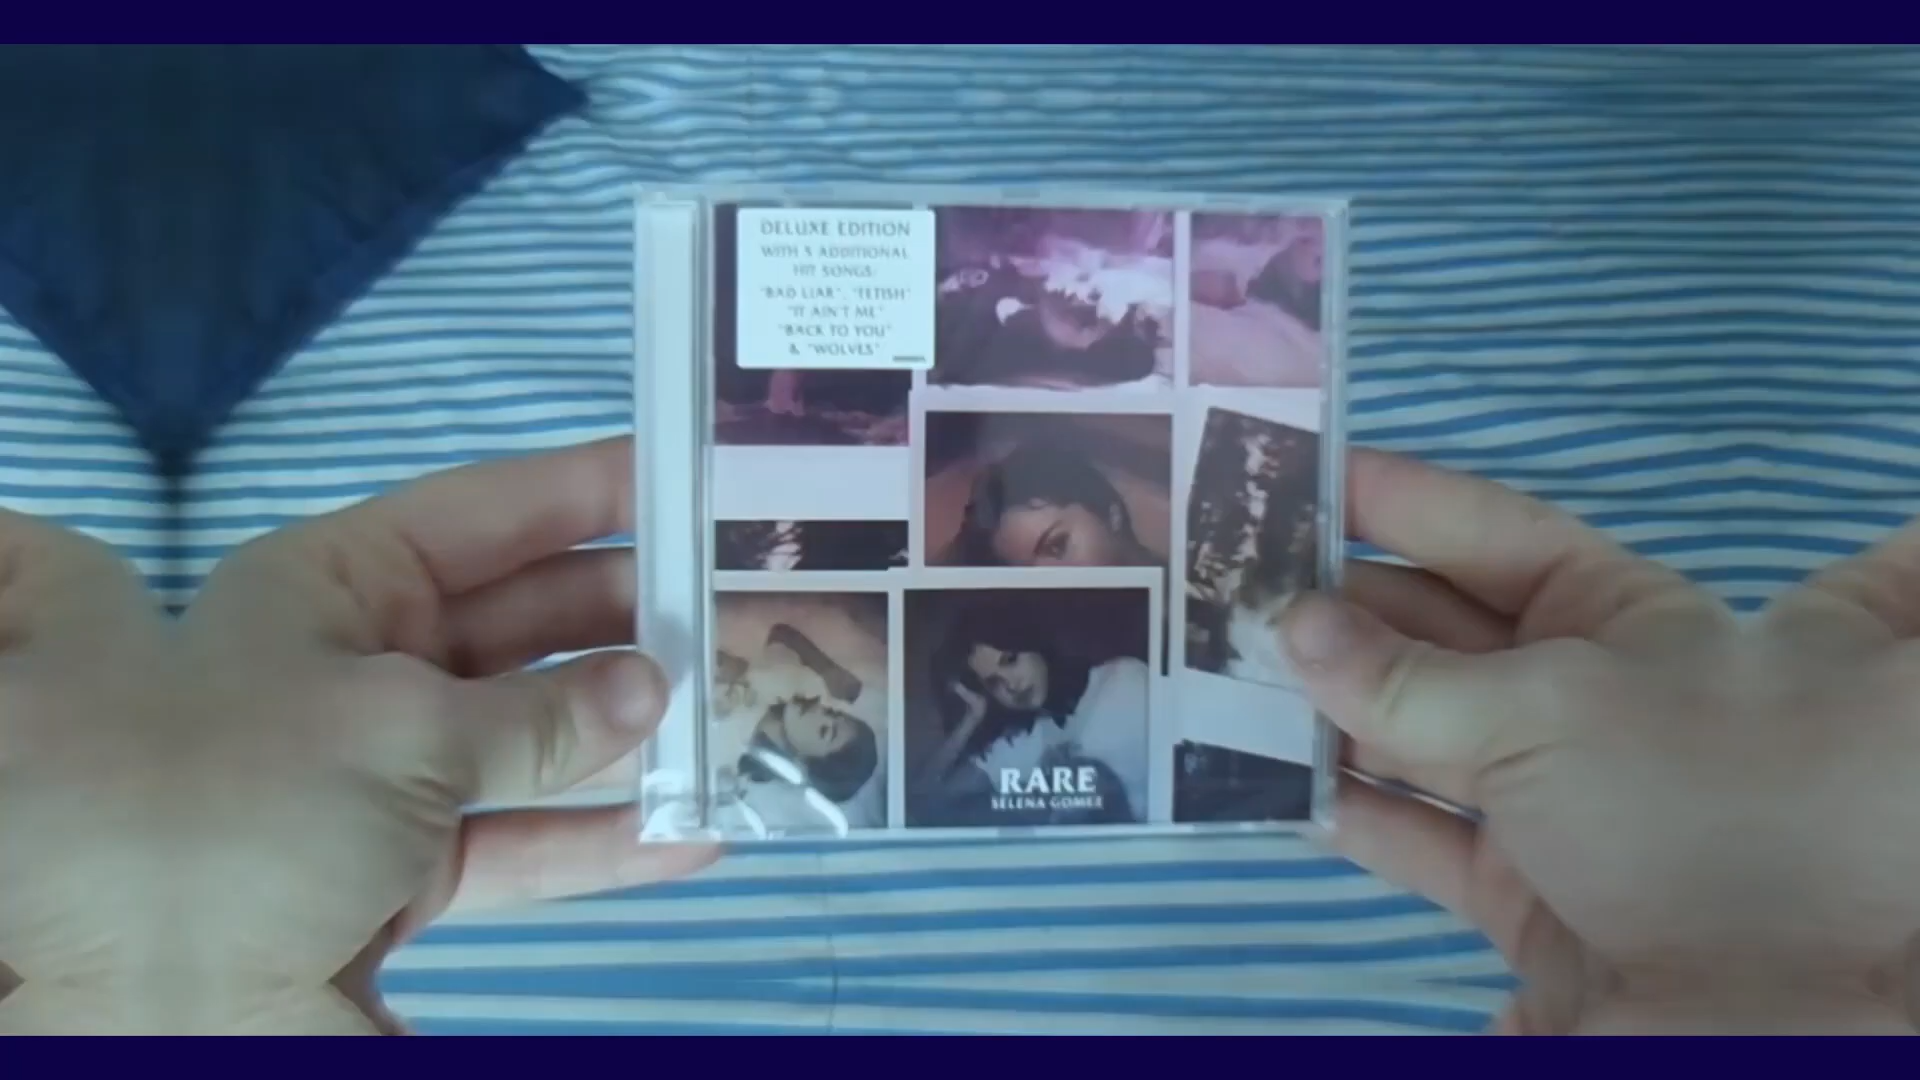 DELUXE EDITION
WITH 5 ADDITIONAL
HIT SONGS:
"BAD LIAR", "FETISH"
"IT AIN'T ME"
"BACK TO YOU"
& "WOLVES"
RARE
SELENA GOMEZ